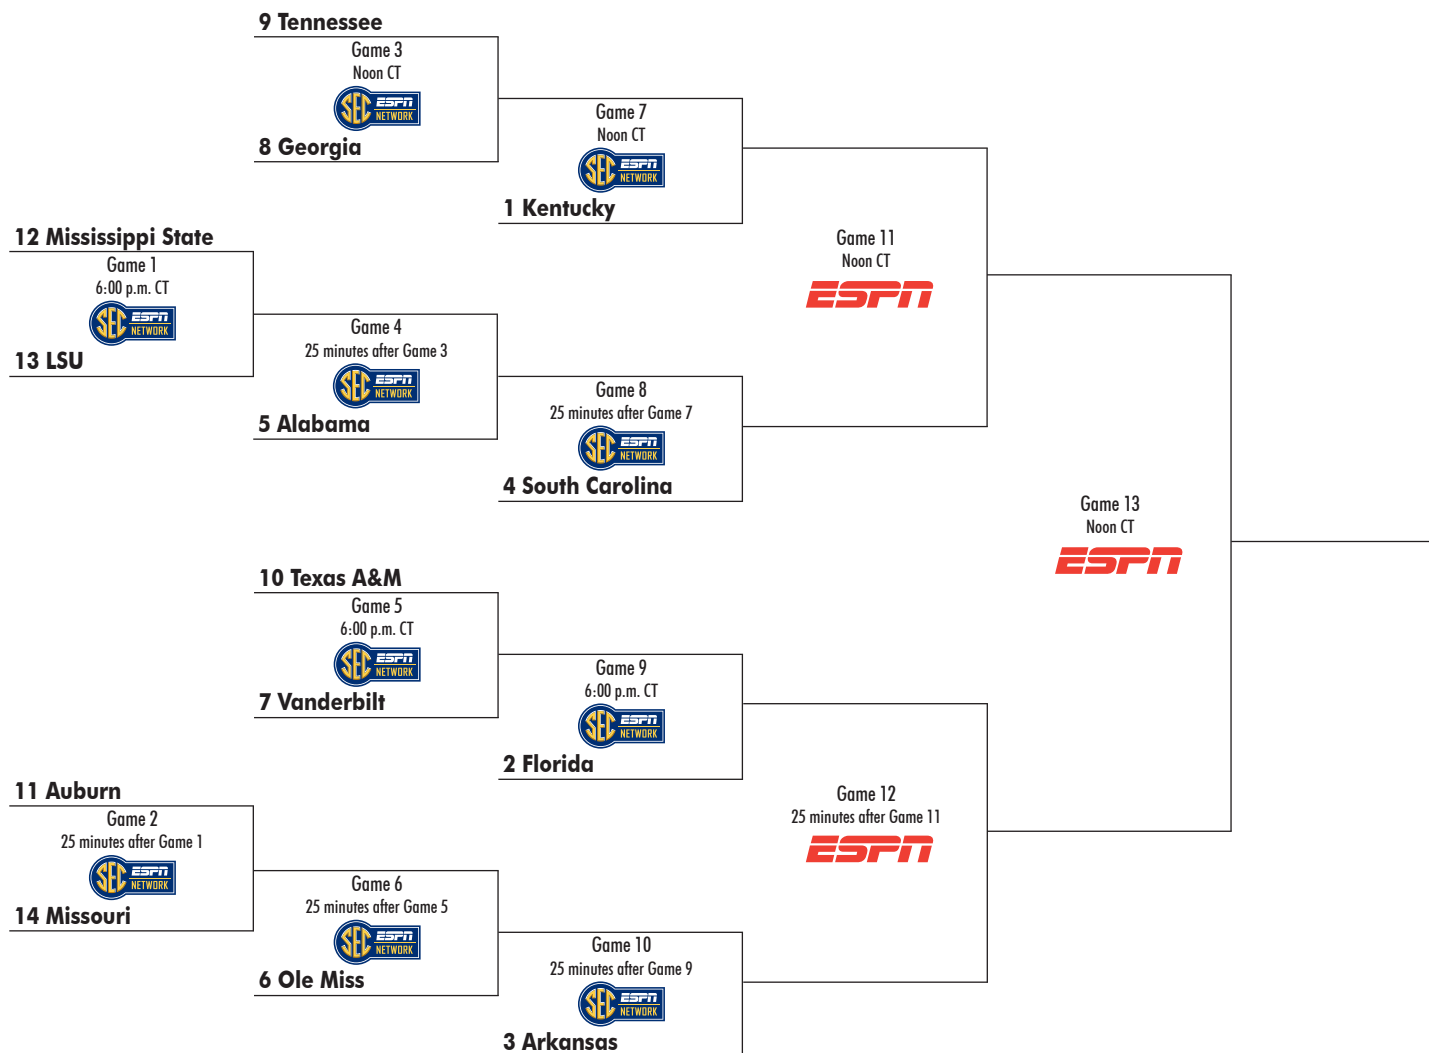 9 Tennessee
Game 3
Noon CT
SEC ESPN NETWORK
8 Georgia
Game 7
Noon CT
SEC ESPN NETWORK
1 Kentucky
12 Mississippi State
Game 1
6:00 p.m. CT
SEC ESPN NETWORK
13 LSU
Game 4
25 minutes after Game 3
SEC ESPN NETWORK
5 Alabama
Game 8
25 minutes after Game 7
SEC ESPN NETWORK
4 South Carolina
Game 11
Noon CT
ESPN
10 Texas A&M
Game 5
6:00 p.m. CT
SEC ESPN NETWORK
7 Vanderbilt
Game 9
6:00 p.m. CT
SEC ESPN NETWORK
2 Florida
11 Auburn
Game 2
25 minutes after Game 1
SEC ESPN NETWORK
14 Missouri
Game 6
25 minutes after Game 5
SEC ESPN NETWORK
6 Ole Miss
Game 10
25 minutes after Game 9
SEC ESPN NETWORK
3 Arkansas
Game 12
25 minutes after Game 11
ESPN
Game 13
Noon CT
ESPN